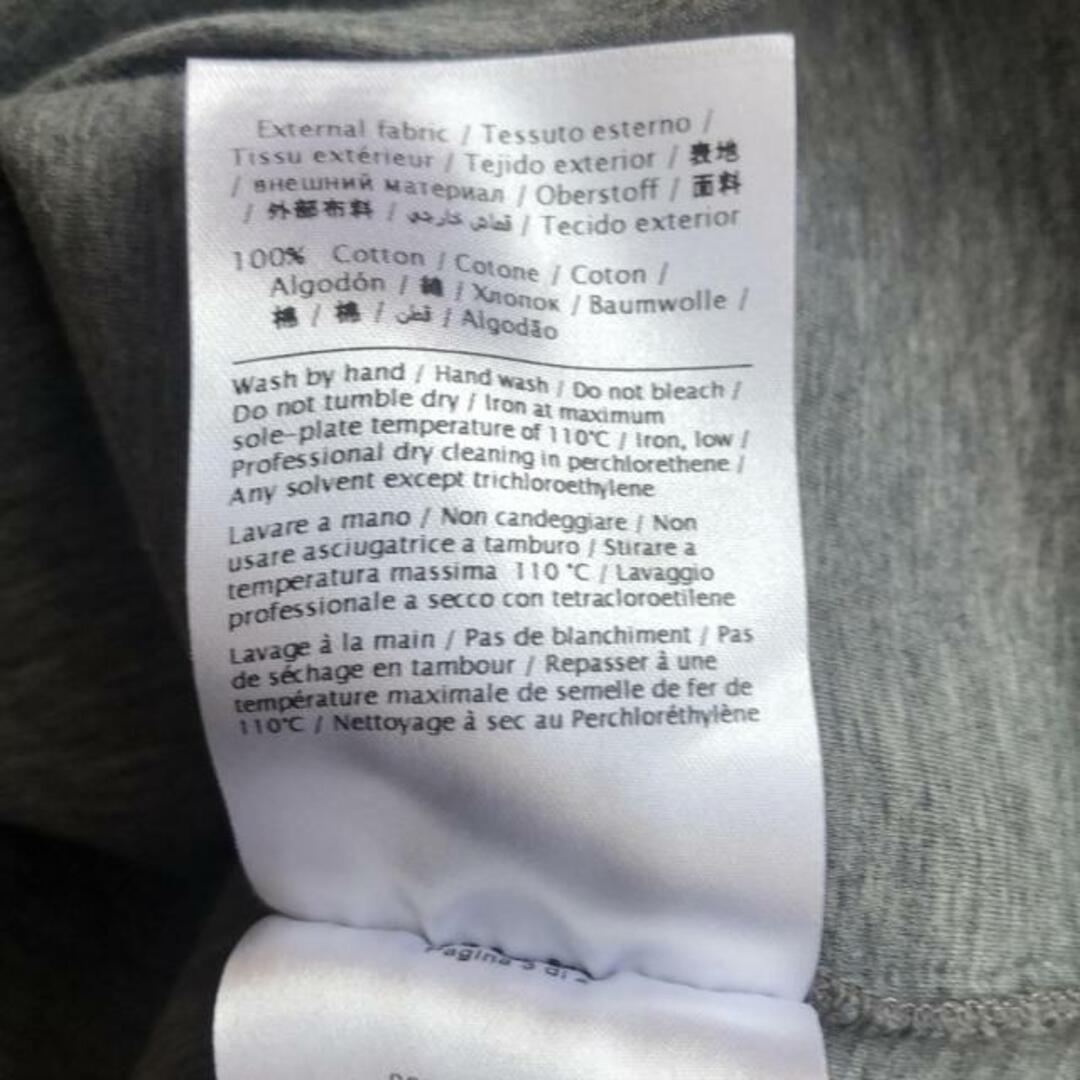 External fabric / Tessuto esterno /
Tissu extérieur / Tejido exterior / 表地
/ внешний материал / Oberstoff / 面料
/ 外部布料 / قماش خارجي / Tecido exterior
100% Cotton / Cotone / Coton /
Algodón / 綿 / Хлопок / Baumwolle /
棉 / 棉 / قطن / Algodão
Wash by hand / Hand wash / Do not bleach /
Do not tumble dry / Iron at maximum
sole-plate temperature of 110°C / Iron, low /
Professional dry cleaning in perchlorethene /
Any solvent except trichloroethylene
Lavare a mano / Non candeggiare / Non
usare asciugatrice a tamburo / Stirare a
temperatura massima 110 °C / Lavaggio
professionale a secco con tetracloroetilene
Lavage à la main / Pas de blanchiment / Pas
de séchage en tambour / Repasser à une
température maximale de semelle de fer de
110°C / Nettoyage à sec au Perchloréthylène
Pagina 3 di